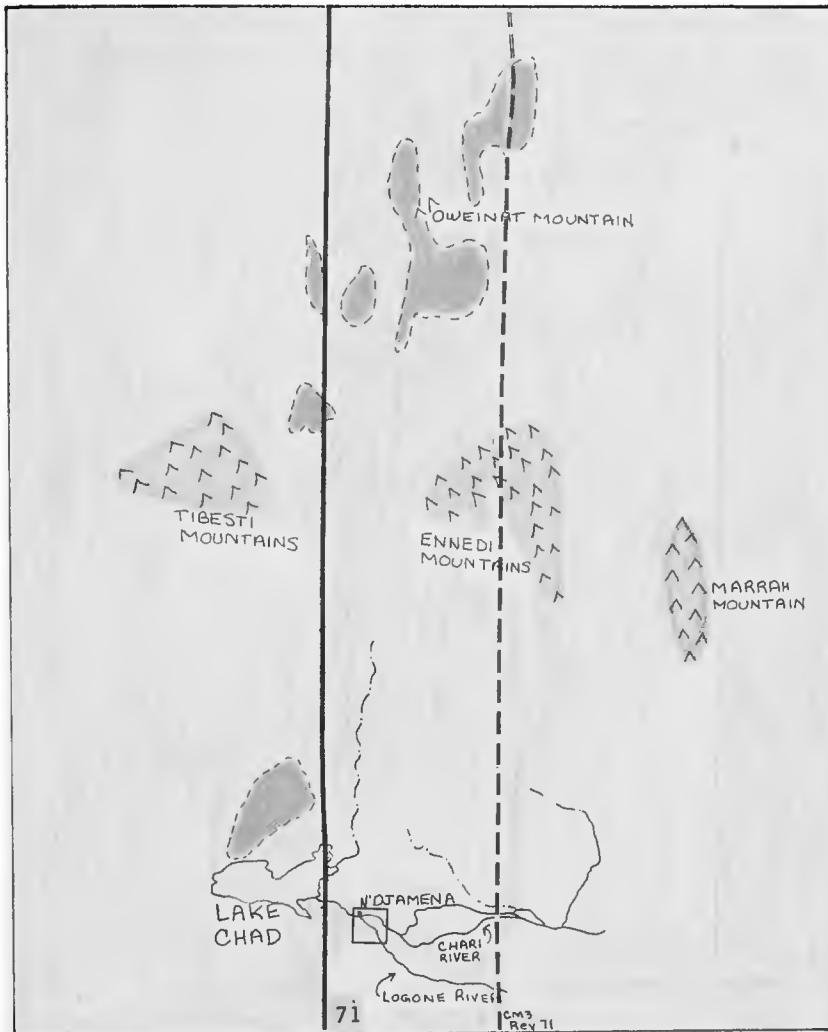 OWEINAT MOUNTAIN
TIBESTI
MOUNTAINS
ENNEDI
MOUNTAINS
MARRAH
MOUNTAIN
N'DJAMENA
LAKE
CHAD
CHARI
RIVER
LOGONE RIVER
71
CM3
Rev 71